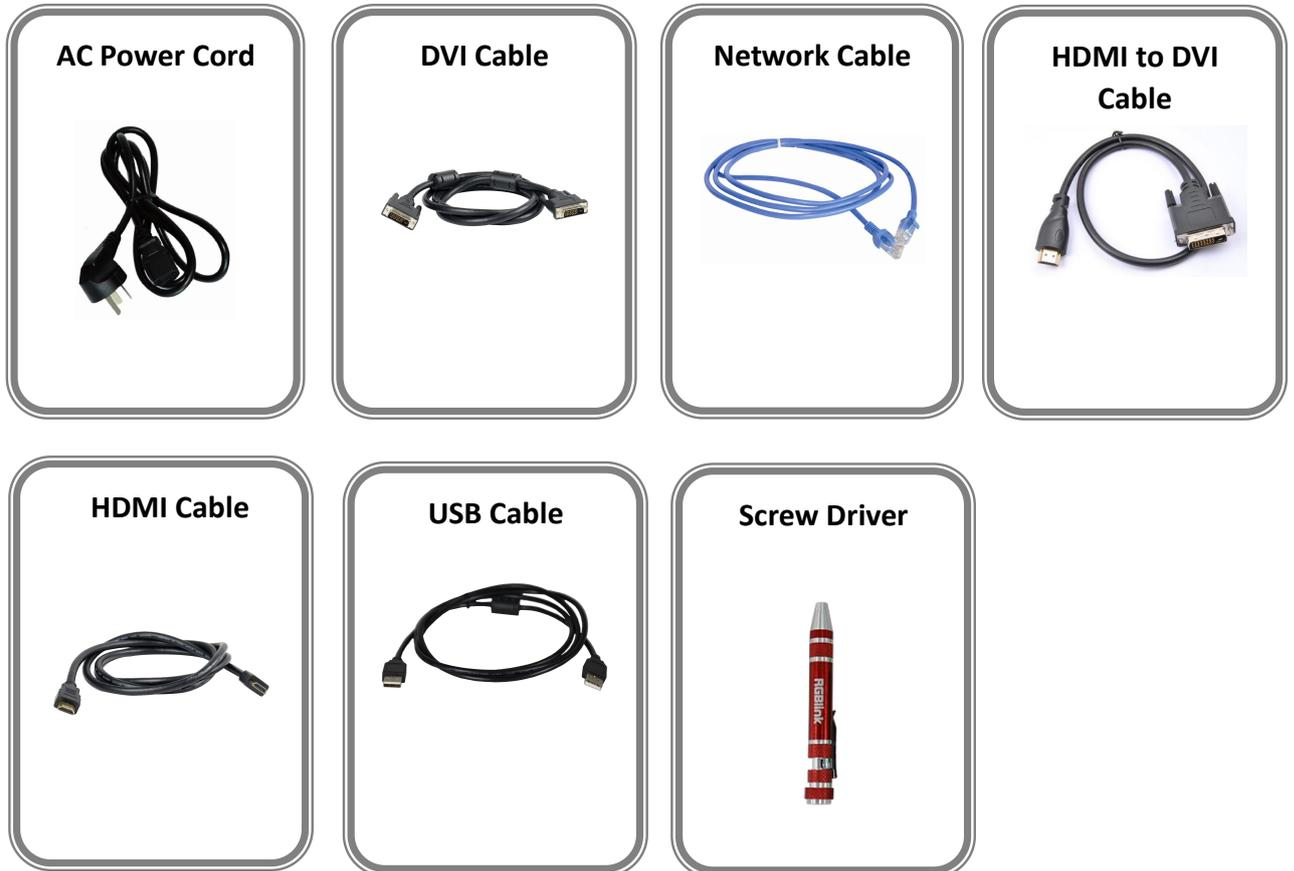 AC Power Cord
DVI Cable
Network Cable
HDMI to DVI
Cable
HDMI Cable
USB Cable
Screw Driver
RGBlink